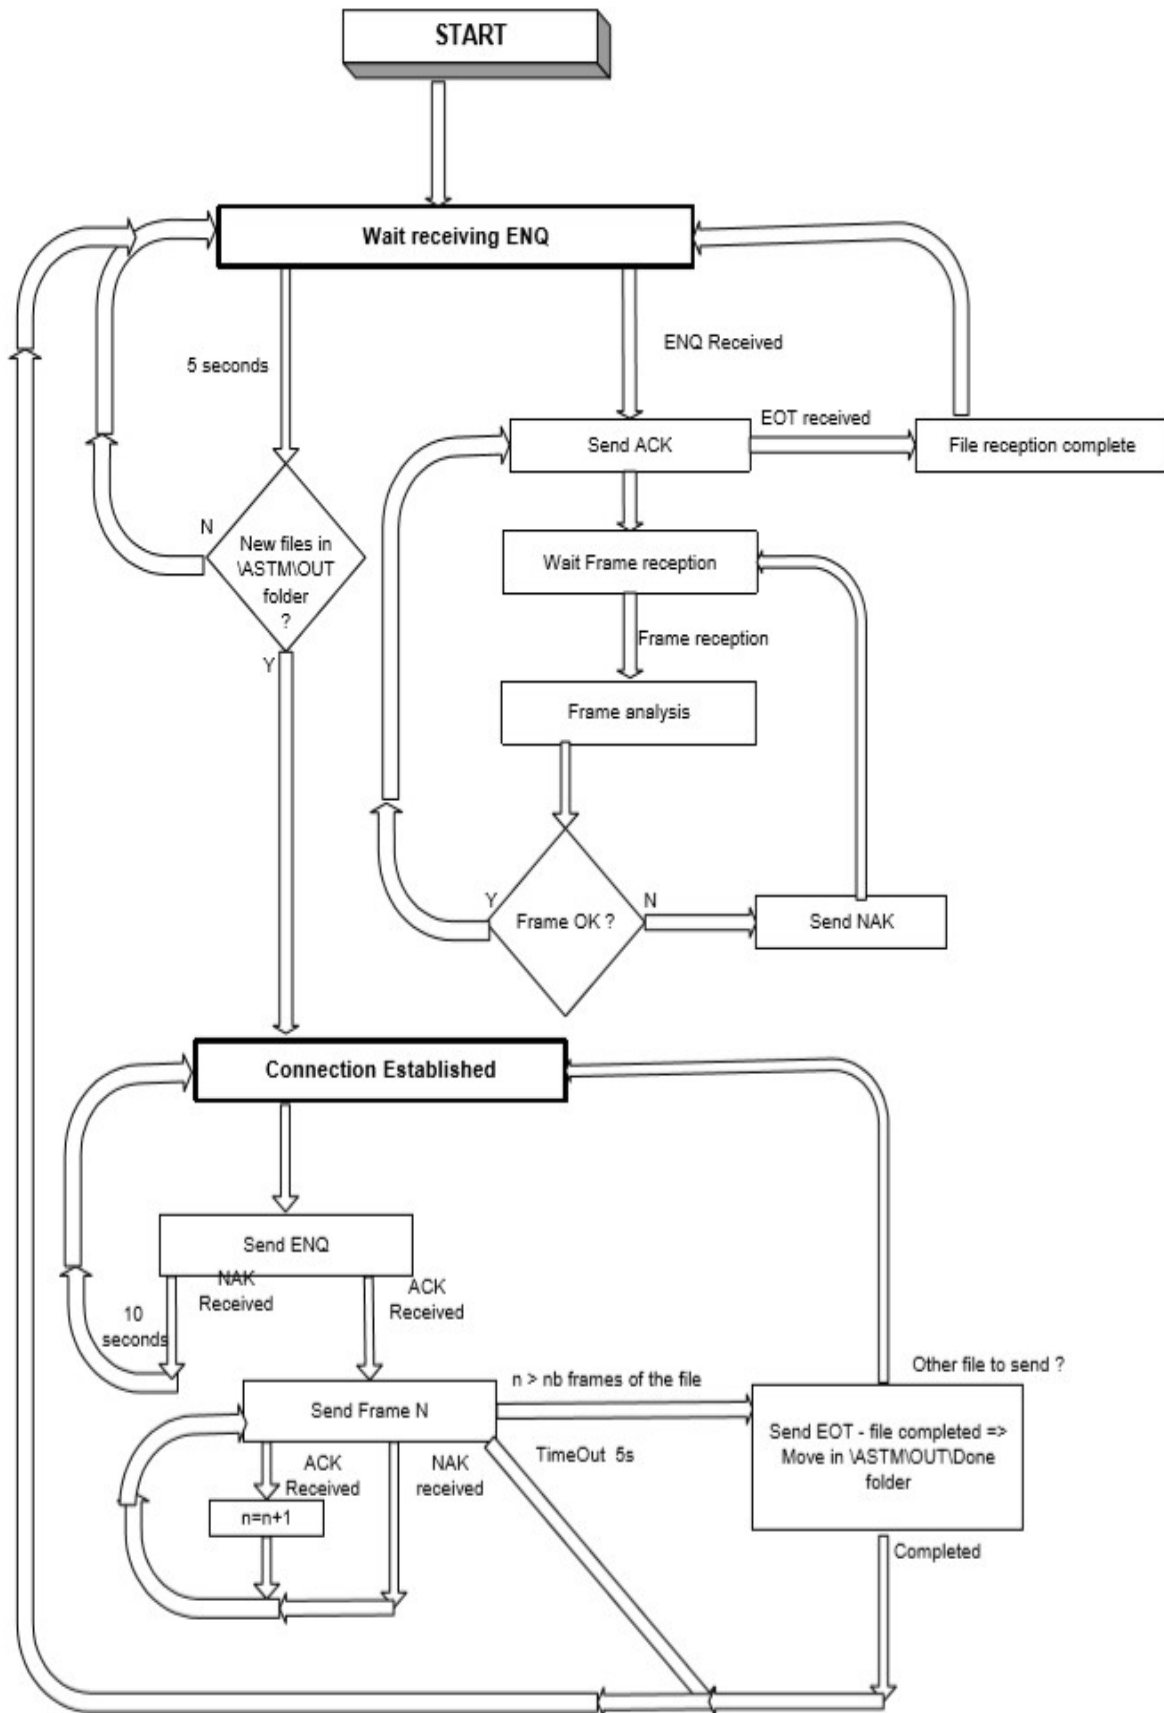 START
Wait receiving ENQ
5 seconds
ENQ Received
Send ACK
EOT received
File reception complete
N
New files in
\ASTM\OUT
folder
?
Y
Wait Frame reception
Frame reception
Frame analysis
Y
Frame OK ?
N
Send NAK
Connection Established
Send ENQ
NAK
Received
ACK
Received
10
seconds
Send Frame N
n > nb frames of the file
Other file to send ?
Send EOT - file completed =>
Move in \ASTM\OUT\Done
folder
TimeOut 5s
ACK
Received
NAK
received
n=n+1
Completed